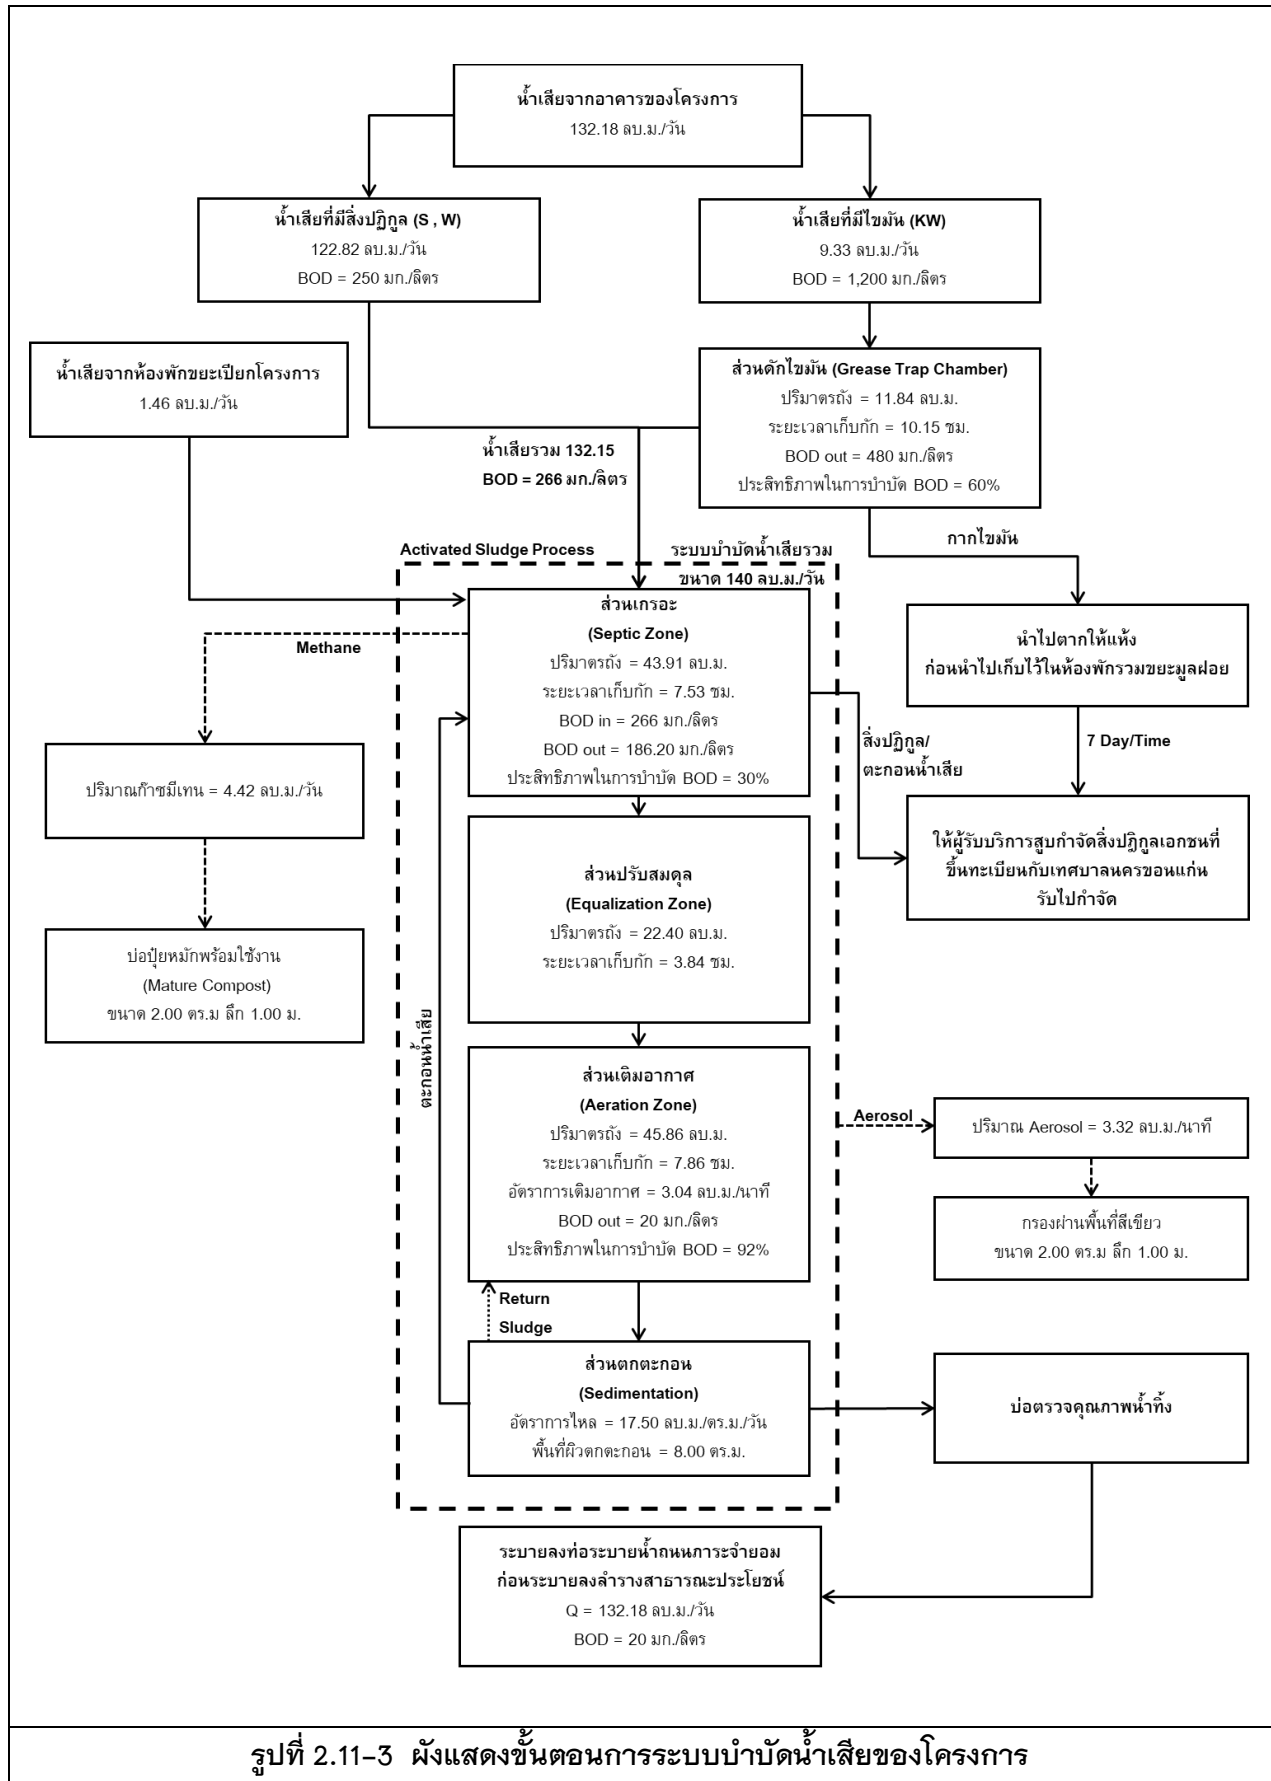 น้ำเสียจากอาคารของโครงการ
132.18 ลบ.ม./วัน
น้ำเสียที่มีสิ่งปฏิกูล (S , W)
122.82 ลบ.ม./วัน
BOD = 250 มก./ลิตร
น้ำเสียที่มีไขมัน (KW)
9.33 ลบ.ม./วัน
BOD = 1,200 มก./ลิตร
น้ำเสียจากห้องพักขยะเปียกโครงการ
1.46 ลบ.ม./วัน
ส่วนดักไขมัน (Grease Trap Chamber)
ปริมาตรถัง = 11.84 ลบ.ม.
ระยะเวลาเก็บกัก = 10.15 ชม.
BOD out = 480 มก./ลิตร
ประสิทธิภาพในการบำบัด BOD = 60%
น้ำเสียรวม 132.15
BOD = 266 มก./ลิตร
กากไขมัน
Activated Sludge Process
ระบบบำบัดน้ำเสียรวม
ขนาด 140 ลบ.ม./วัน
ส่วนเกรอะ
(Septic Zone)
ปริมาตรถัง = 43.91 ลบ.ม.
ระยะเวลาเก็บกัก = 7.53 ชม.
BOD in = 266 มก./ลิตร
BOD out = 186.20 มก./ลิตร
ประสิทธิภาพในการบำบัด BOD = 30%
Methane
นำไปตากให้แห้ง
ก่อนนำไปเก็บไว้ในห้องพักรวมขยะมูลฝอย
สิ่งปฏิกูล/
ตะกอนน้ำเสีย
7 Day/Time
ปริมาณก๊าซมีเทน = 4.42 ลบ.ม./วัน
ให้ผู้รับบริการสูบกำจัดสิ่งปฎิกูลเอกชนที่
ขึ้นทะเบียนกับเทศบาลนครขอนแก่น
รับไปกำจัด
ส่วนปรับสมดุล
(Equalization Zone)
ปริมาตรถัง = 22.40 ลบ.ม.
ระยะเวลาเก็บกัก = 3.84 ชม.
บ่อปุ๋ยหมักพร้อมใช้งาน
(Mature Compost)
ขนาด 2.00 ตร.ม ลึก 1.00 ม.
ตะกอนน้ำเสีย
ส่วนเติมอากาศ
(Aeration Zone)
ปริมาตรถัง = 45.86 ลบ.ม.
ระยะเวลาเก็บกัก = 7.86 ชม.
อัตราการเติมอากาศ = 3.04 ลบ.ม./นาที
BOD out = 20 มก./ลิตร
ประสิทธิภาพในการบำบัด BOD = 92%
Aerosol
ปริมาณ Aerosol = 3.32 ลบ.ม./นาที
กรองผ่านพื้นที่สีเขียว
ขนาด 2.00 ตร.ม ลึก 1.00 ม.
Return
Sludge
ส่วนตกตะกอน
(Sedimentation)
อัตราการไหล = 17.50 ลบ.ม./ตร.ม./วัน
พื้นที่ผิวตกตะกอน = 8.00 ตร.ม.
บ่อตรวจคุณภาพน้ำทิ้ง
ระบายลงท่อระบายน้ำถนนภาระจำยอม
ก่อนระบายลงลำรางสาธารณะประโยชน์
Q = 132.18 ลบ.ม./วัน
BOD = 20 มก./ลิตร
รูปที่ 2.11-3 ผังแสดงขั้นตอนการระบบบำบัดน้ำเสียของโครงการ